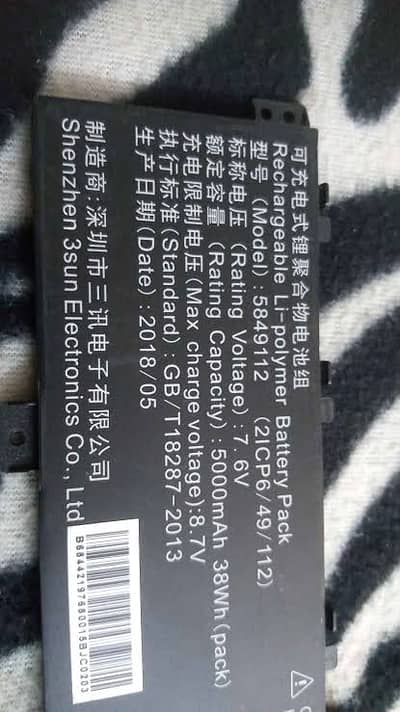 可充电式锂聚合物电池组
Rechargeable Li-polymer Battery Pack
型号 (Model) : 5849112 (2ICP6/49/112)
标称电压 (Rating Voltage) : 7.6V
额定容量 (Rating Capacity) : 5000mAh 38Wh(pack)
充电限制电压(Max charge voltage):8.7V
执行标准(Standard) : GB/T18287-2013
生产日期(Date) : 2018/05
制造商:深圳市三讯电子有限公司
Shenzhen 3sun Electronics Co., Ltd
B68442197680015BJC0203